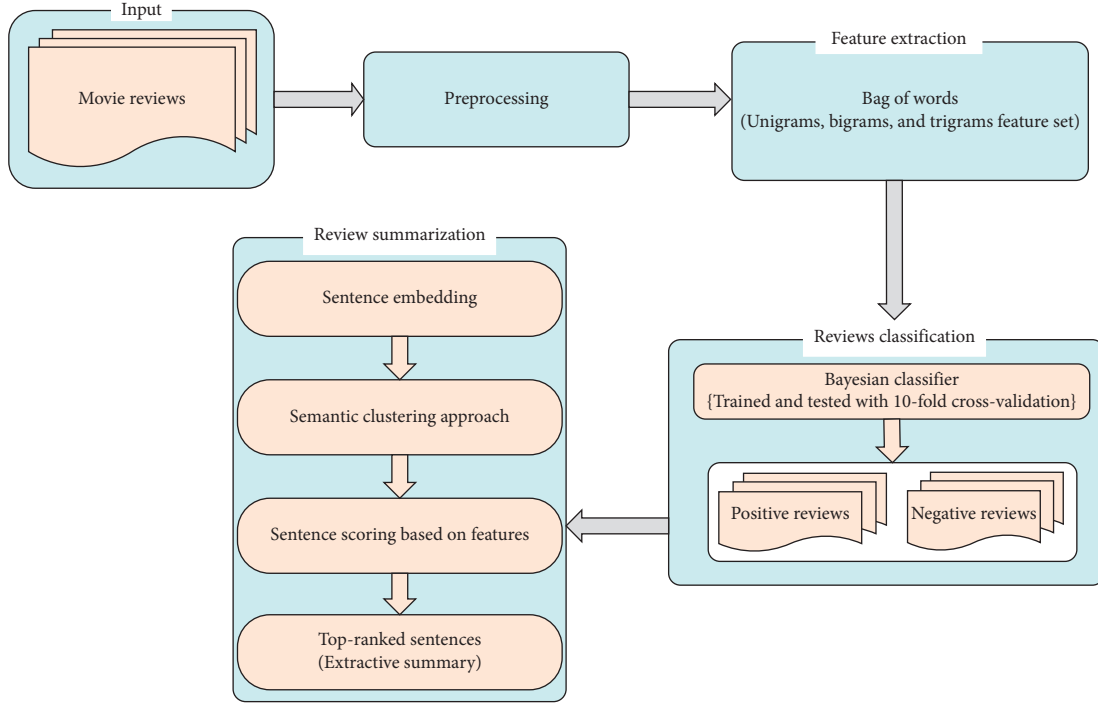 Input
Movie reviews
Preprocessing
Feature extraction
Bag of words
(Unigrams, bigrams, and trigrams feature set)
Reviews classification
Bayesian classifier
{Trained and tested with 10-fold cross-validation}
Positive reviews
Negative reviews
Review summarization
Sentence embedding
Semantic clustering approach
Sentence scoring based on features
Top-ranked sentences
(Extractive summary)